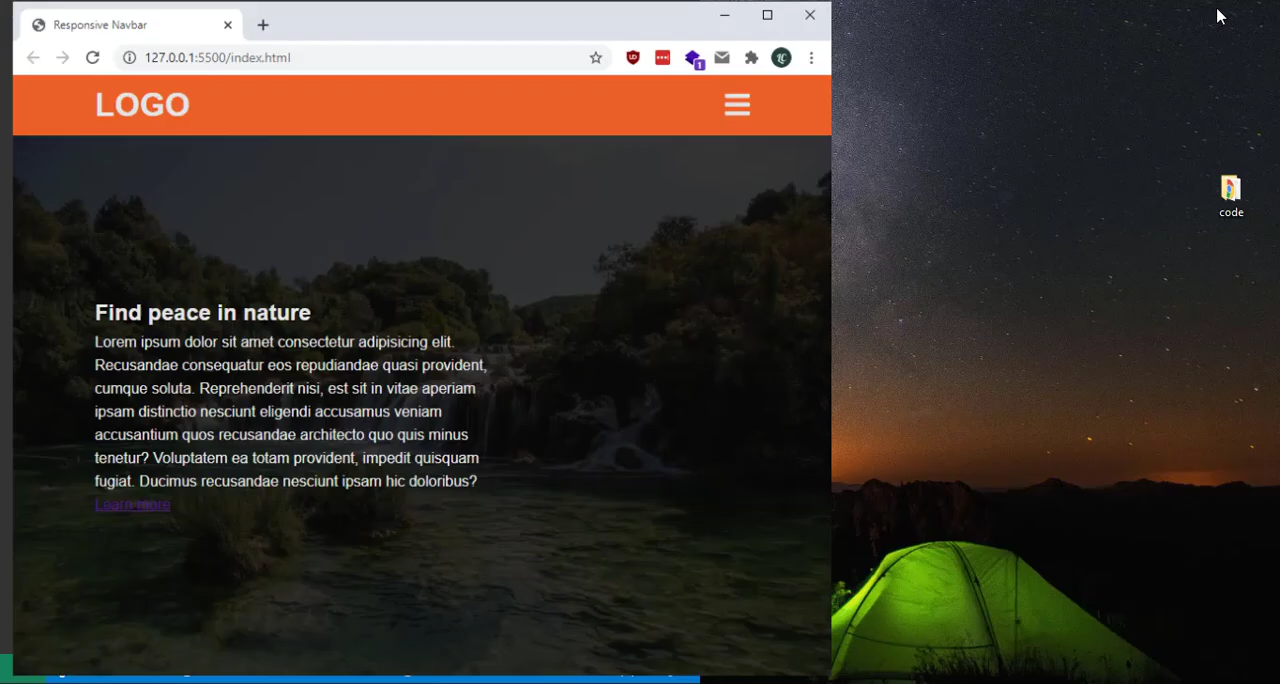 Responsive Navbar
127.0.0.1:5500/index.html
1
LOGO
code
Find peace in nature
Lorem ipsum dolor sit amet consectetur adipisicing elit.
Recusandae consequatur eos repudiandae quasi provident,
cumque soluta. Reprehenderit nisi, est sit in vitae aperiam
ipsam distinctio nesciunt eligendi accusamus veniam
accusantium quos recusandae architecto quo quis minus
tenetur? Voluptatem ea totam provident, impedit quisquam
fugiat. Ducimus recusandae nesciunt ipsam hic doloribus?
Learn more